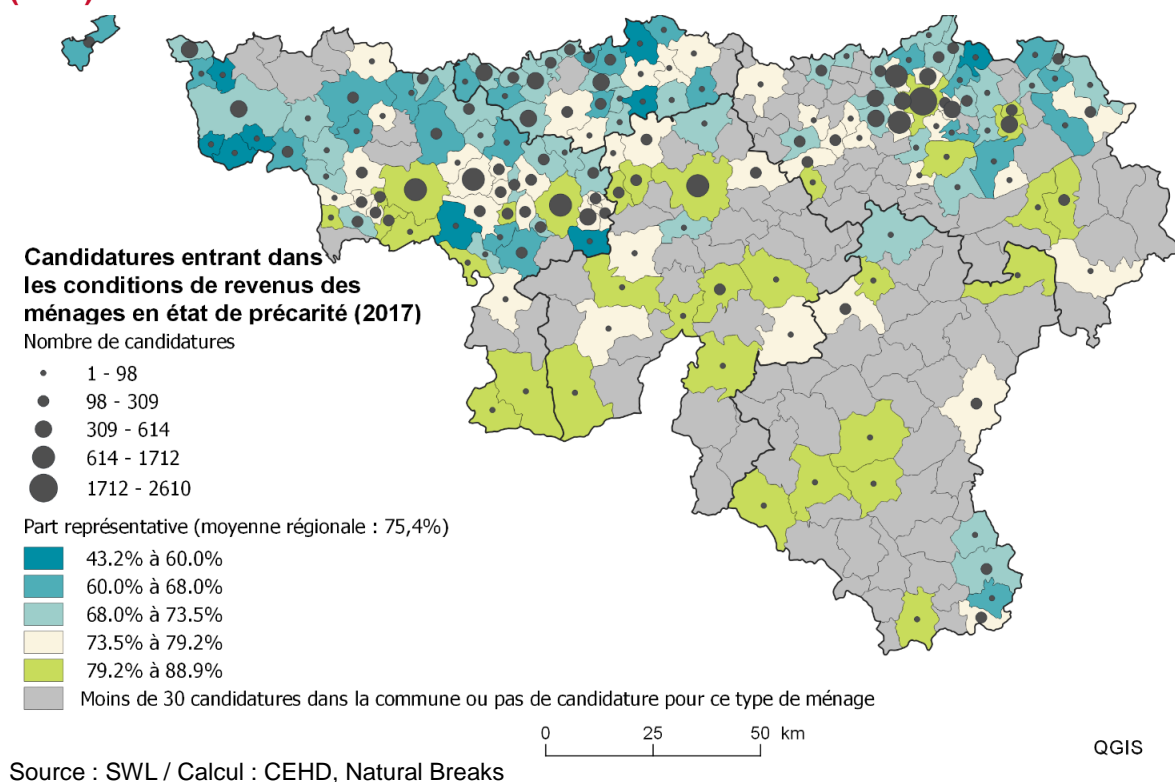 Candidatures entrant dans
les conditions de revenus des
ménages en état de précarité (2017)
Nombre de candidatures
1 - 98
98 - 309
309 - 614
614 - 1712
1712 - 2610
Part représentative (moyenne régionale : 75,4%)
43.2% à 60.0%
60.0% à 68.0%
68.0% à 73.5%
73.5% à 79.2%
79.2% à 88.9%
Moins de 30 candidatures dans la commune ou pas de candidature pour ce type de ménage
0 25 50 km
QGIS
Source : SWL / Calcul : CEHD, Natural Breaks